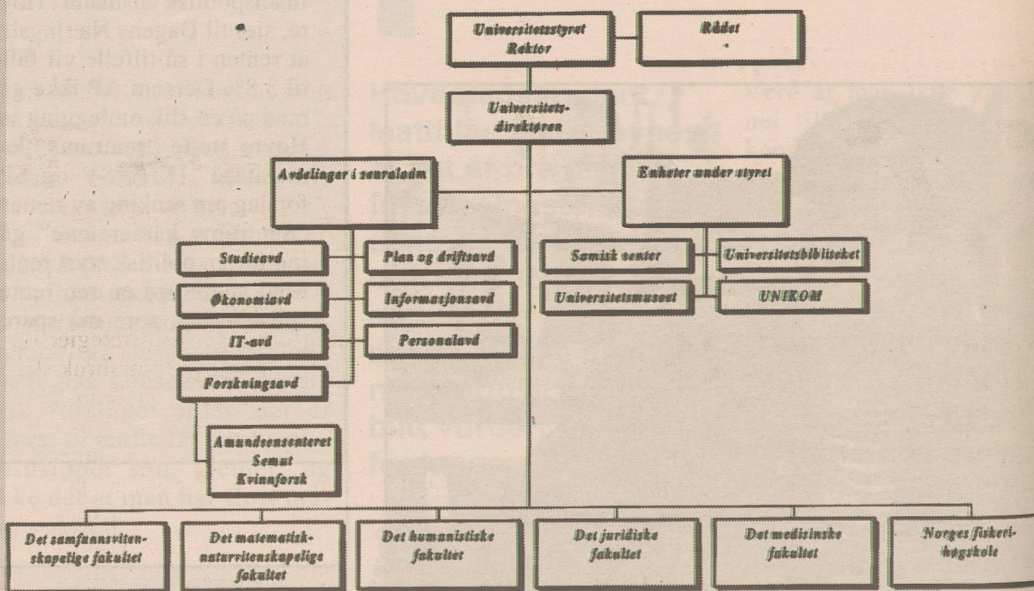 Universitetsstyret
Rektor
Rådet
Universitets-
direktøren
Avdelinger i senraladm
Enheter under styret
Studieavd
Plan og driftsavd
Samisk senter
Universitetsbibliteket
Økonomiavd
Informasjonsavd
Universitetsmuseet
UNIKOM
IT-avd
Personalavd
Forskningsavd
Amundsensenteret
Semut
Kvinnforsk
Det samfunnsviten-
skapelige fakultet
Det matematisk-
naturvitenskapelige
fakultet
Det humanistiske
fakultet
Det juridiske
fakultet
Det medisinske
fakultet
Norges fiskeri-
høgskole